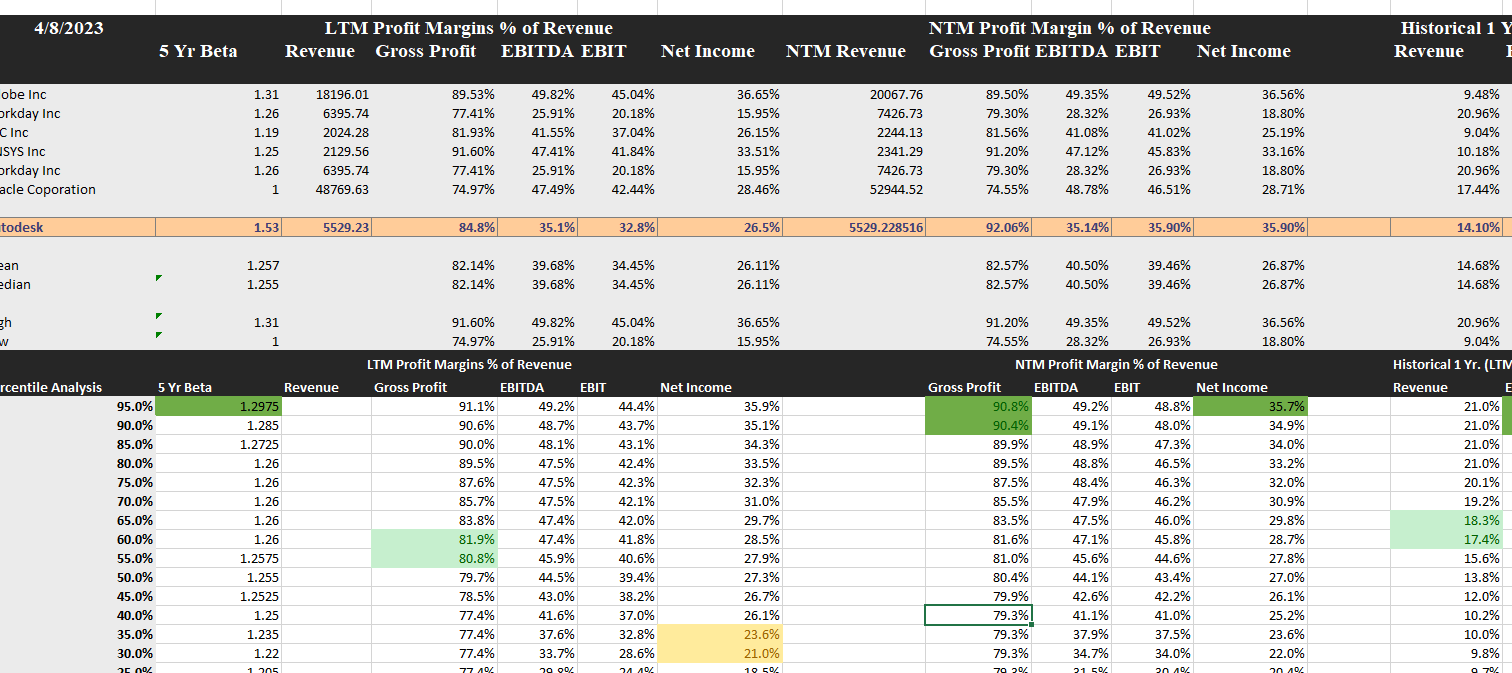 4/8/2023 LTM Profit Margins % of Revenue NTM Profit Margin % of Revenue Historical 1 Y
5 Yr Beta Revenue Gross Profit EBITDA EBIT Net Income NTM Revenue Gross Profit EBITDA EBIT Net Income Revenue
obe Inc 1.31 18196.01 89.53% 49.82% 45.04% 36.65% 20067.76 89.50% 49.35% 49.52% 36.56% 9.48%
orkday Inc 1.26 6395.74 77.41% 25.91% 20.18% 15.95% 7426.73 79.30% 28.32% 26.93% 18.80% 20.96%
C Inc 1.19 2024.28 81.93% 41.55% 37.04% 26.15% 2244.13 81.56% 41.08% 41.02% 25.19% 9.04%
SYS Inc 1.25 2129.56 91.60% 47.41% 41.84% 33.51% 2341.29 91.20% 47.12% 45.83% 33.16% 10.18%
orkday Inc 1.26 6395.74 77.41% 25.91% 20.18% 15.95% 7426.73 79.30% 28.32% 26.93% 18.80% 20.96%
acle Coporation 1 48769.63 74.97% 47.49% 42.44% 28.46% 52944.52 74.55% 48.78% 46.51% 28.71% 17.44%
todesk 1.53 5529.23 84.8% 35.1% 32.8% 26.5% 5529.228516 92.06% 35.14% 35.90% 35.90% 14.10%
ean 1.257 82.14% 39.68% 34.45% 26.11% 82.57% 40.50% 39.46% 26.87% 14.68%
edian 1.255 82.14% 39.68% 34.45% 26.11% 82.57% 40.50% 39.46% 26.87% 14.68%
gh 1.31 91.60% 49.82% 45.04% 36.65% 91.20% 49.35% 49.52% 36.56% 20.96%
w 1 74.97% 25.91% 20.18% 15.95% 74.55% 28.32% 26.93% 18.80% 9.04%
LTM Profit Margins % of Revenue NTM Profit Margin % of Revenue Historical 1 Yr. (LTM
rcentile Analysis 5 Yr Beta Revenue Gross Profit EBITDA EBIT Net Income Gross Profit EBITDA EBIT Net Income Revenue E
95.0% 1.2975 91.1% 49.2% 44.4% 35.9% 90.8% 49.2% 48.8% 35.7% 21.0%
90.0% 1.285 90.6% 48.7% 43.7% 35.1% 90.4% 49.1% 48.0% 34.9% 21.0%
85.0% 1.2725 90.0% 48.1% 43.1% 34.3% 89.9% 48.9% 47.3% 34.0% 21.0%
80.0% 1.26 89.5% 47.5% 42.4% 33.5% 89.5% 48.8% 46.5% 33.2% 21.0%
75.0% 1.26 87.6% 47.5% 42.3% 32.3% 87.5% 48.4% 46.3% 32.0% 20.1%
70.0% 1.26 85.7% 47.5% 42.1% 31.0% 85.5% 47.9% 46.2% 30.9% 19.2%
65.0% 1.26 83.8% 47.4% 42.0% 29.7% 83.5% 47.5% 46.0% 29.8% 18.3%
60.0% 1.26 81.9% 47.4% 41.8% 28.5% 81.6% 47.1% 45.8% 28.7% 17.4%
55.0% 1.2575 80.8% 45.9% 40.6% 27.9% 81.0% 45.6% 44.6% 27.8% 15.6%
50.0% 1.255 79.7% 44.5% 39.4% 27.3% 80.4% 44.1% 43.4% 27.0% 13.8%
45.0% 1.2525 78.5% 43.0% 38.2% 26.7% 79.9% 42.6% 42.2% 26.1% 12.0%
40.0% 1.25 77.4% 41.6% 37.0% 26.1% 79.3% 41.1% 41.0% 25.2% 10.2%
35.0% 1.235 77.4% 37.6% 32.8% 23.6% 79.3% 37.9% 37.5% 23.6% 10.0%
30.0% 1.22 77.4% 33.7% 28.6% 21.0% 79.3% 34.7% 34.0% 22.0% 9.8%
25.0% 1.205 77.4% 29.8% 24.4% 18.5% 79.3% 31.5% 30.4% 20.4% 9.7%